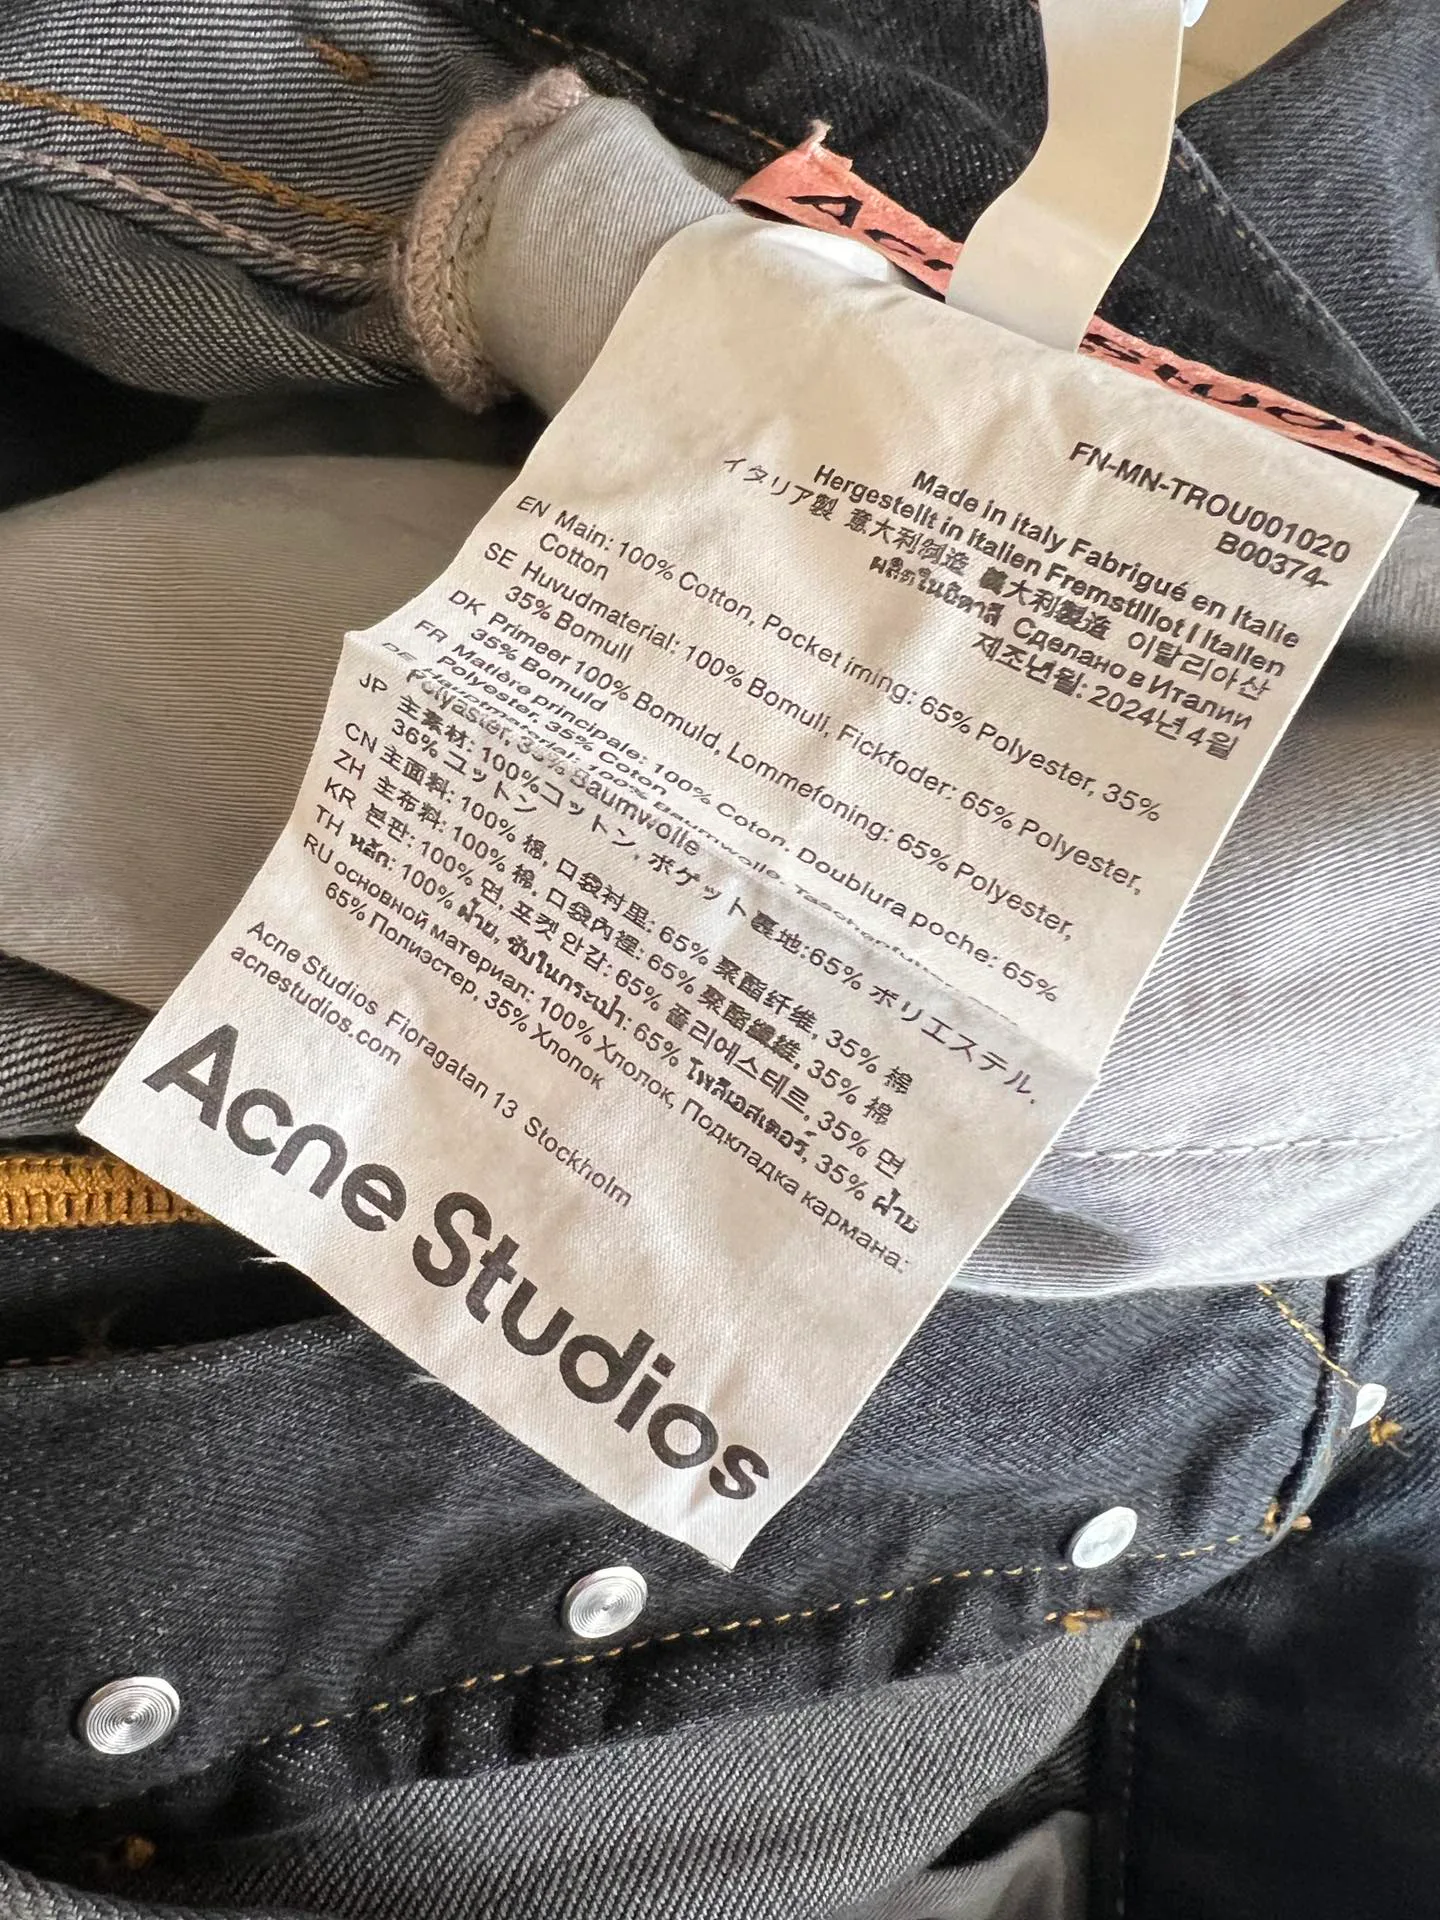 Acn
FN-MN-TROU001020
B00374-
Made in Italy Fabrigué en Italie
Hergestellt in Italien Fremstillot I Itallen
イタリア製 意大利制造 義大利製造 이탈리아산
ผลิตในอิตาลี Сделано в Италии
제조년월: 2024년 4월
EN Main: 100% Cotton, Pocket lining: 65% Polyester, 35%
Cotton
SE Huvudmaterial: 100% Bomull, Fickfoder: 65% Polyester,
35% Bomull
DK Primeer 100% Bomuld, Lommefoning: 65% Polyester,
35% Bomuld
FR Matière principale: 100% Coton, Doublura poche: 65%
Polyester, 35% Coton
DE Hauptmaterial: 100% Baumwolle,
Polyaster, 35% Baumwolle
JP 主素材: 100%コットン, ポケット裏地:65% ポリエステル,
36% コットン
CN 主面料: 100% 棉, 口袋衬里: 65% 聚酯纤维, 35% 棉
ZH 主布料: 100% 棉, 口袋內裡: 65% 聚酯纖維, 35% 棉
KR 본판: 100% 면, 포켓 안감: 65% 폴리에스테르, 35% 면
TH หลัก: 100% ฝ้าย, ซับในกระเป๋า: 65% โพลีเอสเตอร์, 35% ฝ้าย
RU основной материал: 100% Хлопок, Подкладка кармана:
65% Полиэстер, 35% Хлопок
Acne Studios Floragatan 13 Stockholm
acnestudios.com
Acne Studios